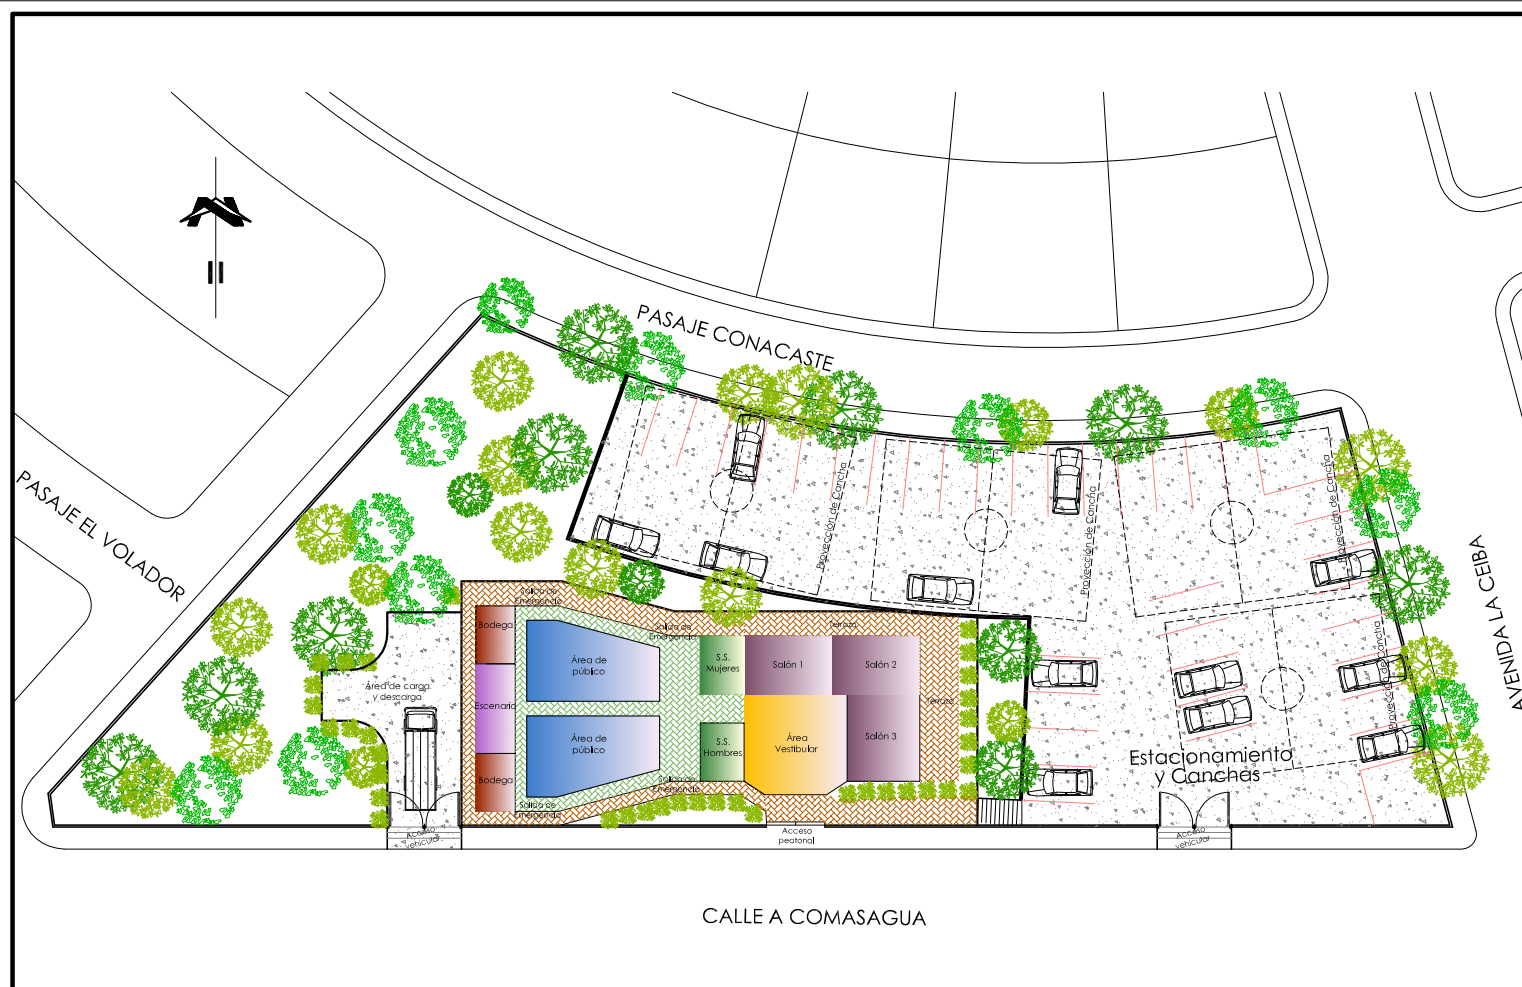 PASAJE CONACASTE
PASAJE EL VOLADOR
AVENIDA LA CEIBA
Proyección de Cancha
Proyección de Cancha
Proyección de Cancha
Proyección de Cancha
Salida de
Emergencia
Salida de
Emergencia
Terraza
Bodega
Área de
público
S.S.
Mujeres
Salón 1
Salón 2
Área de carga
y descarga
Escenario
Terraza
Área de
público
S.S.
Hombres
Área
Vestibular
Salón 3
Estacionamiento
y Canchas
Bodega
Salida de
Emergencia
Salida de
Emergencia
Acceso
vehicular
Acceso
peatonal
Acceso
vehicular
CALLE A COMASAGUA